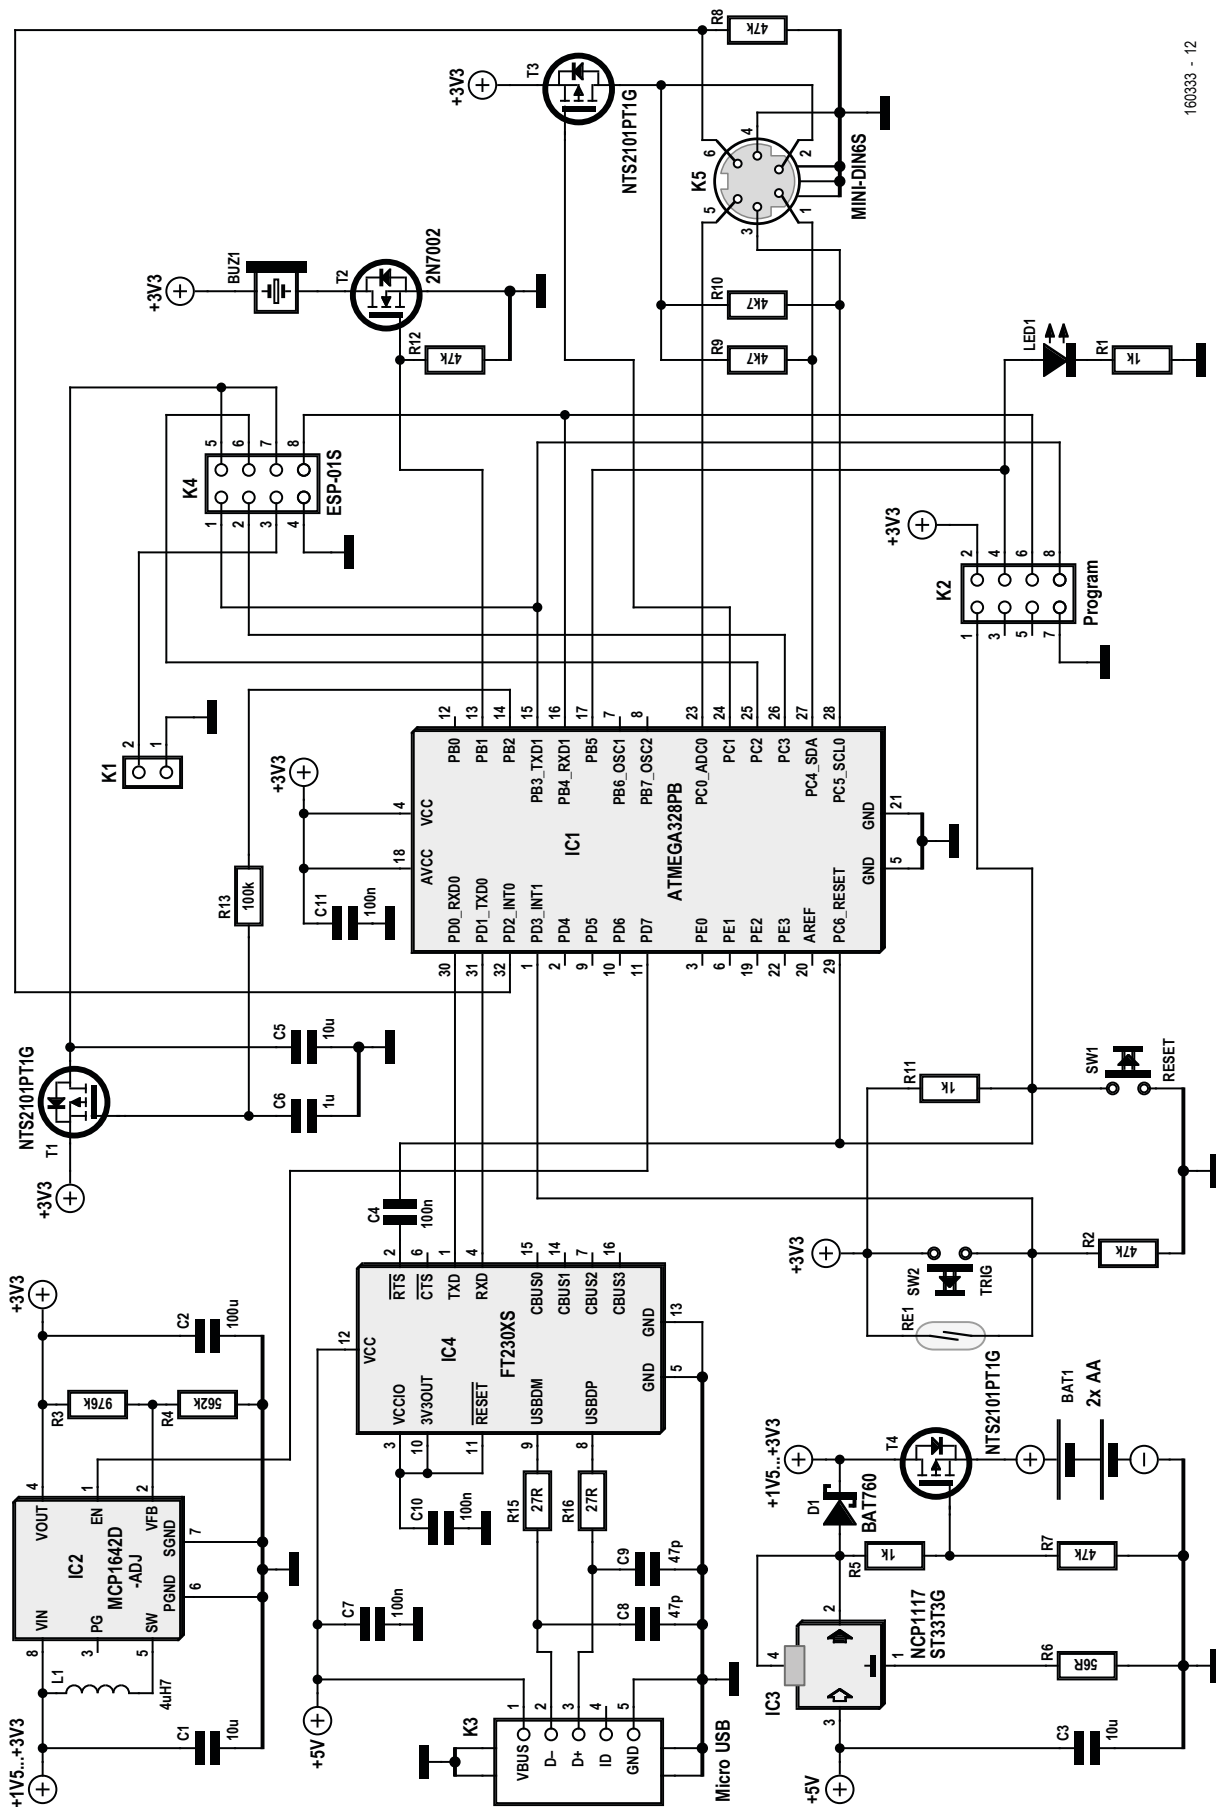 +1V5...+3V3
C1
10u
L1
4uH7
8
3
5
VIN
PG
SW
PGND
6
IC2
MCP1642D
-ADJ
VOUT
EN
VFB
SGND
7
4
1
2
R3
976k
R4
562k
C2
100u
+3V3
+3V3
T1
NTS2101PT1G
C6
1u
C5
10u
R13
100k
K1
2
1
K4
ESP-01S
1
2
3
4
5
6
7
8
+3V3
BUZ1
T2
2N7002
R12
47k
+3V3
T3
NTS2101PT1G
R8
47k
K5
MINI-DIN6S
5
3
1
6
4
2
R9
4k7
R10
4k7
+5V
K3
Micro USB
VBUS
D–
D+
ID
GND
1
2
3
4
5
C7
100n
C8
47p
C9
47p
C10
100n
R15
27R
R16
27R
3
10
11
9
8
VCCIO
3V3OUT
RESET
USBDM
USBDP
GND
5
12
VCC
IC4
FT230XS
RTS
CTS
TXD
RXD
CBUS0
CBUS1
CBUS2
CBUS3
GND
13
2
6
1
4
15
14
7
16
C4
100n
+3V3
C11
100n
18
AVCC
4
VCC
30
31
32
1
2
9
10
11
3
6
19
22
20
29
PD0_RXD0
PD1_TXD0
PD2_INT0
PD3_INT1
PD4
PD5
PD6
PD7
PE0
PE1
PE2
PE3
AREF
PC6_RESET
IC1
ATMEGA328PB
GND
5
GND
21
PB0
PB1
PB2
PB3_TXD1
PB4_RXD1
PB5
PB6_OSC1
PB7_OSC2
PC0_ADC0
PC1
PC2
PC3
PC4_SDA
PC5_SCL0
12
13
14
15
16
17
7
8
23
24
25
26
27
28
+3V3
K2
Program
1
3
5
7
2
4
6
8
LED1
R1
1k
+5V
C3
10u
IC3
NCP1117
ST33T3G
3
4
2
1
R6
56R
R5
1k
R7
47k
D1
BAT760
+1V5...+3V3
T4
NTS2101PT1G
BAT1
2x AA
RE1
SW2
TRIG
+3V3
R2
47k
R11
1k
SW1
RESET
160333 - 12